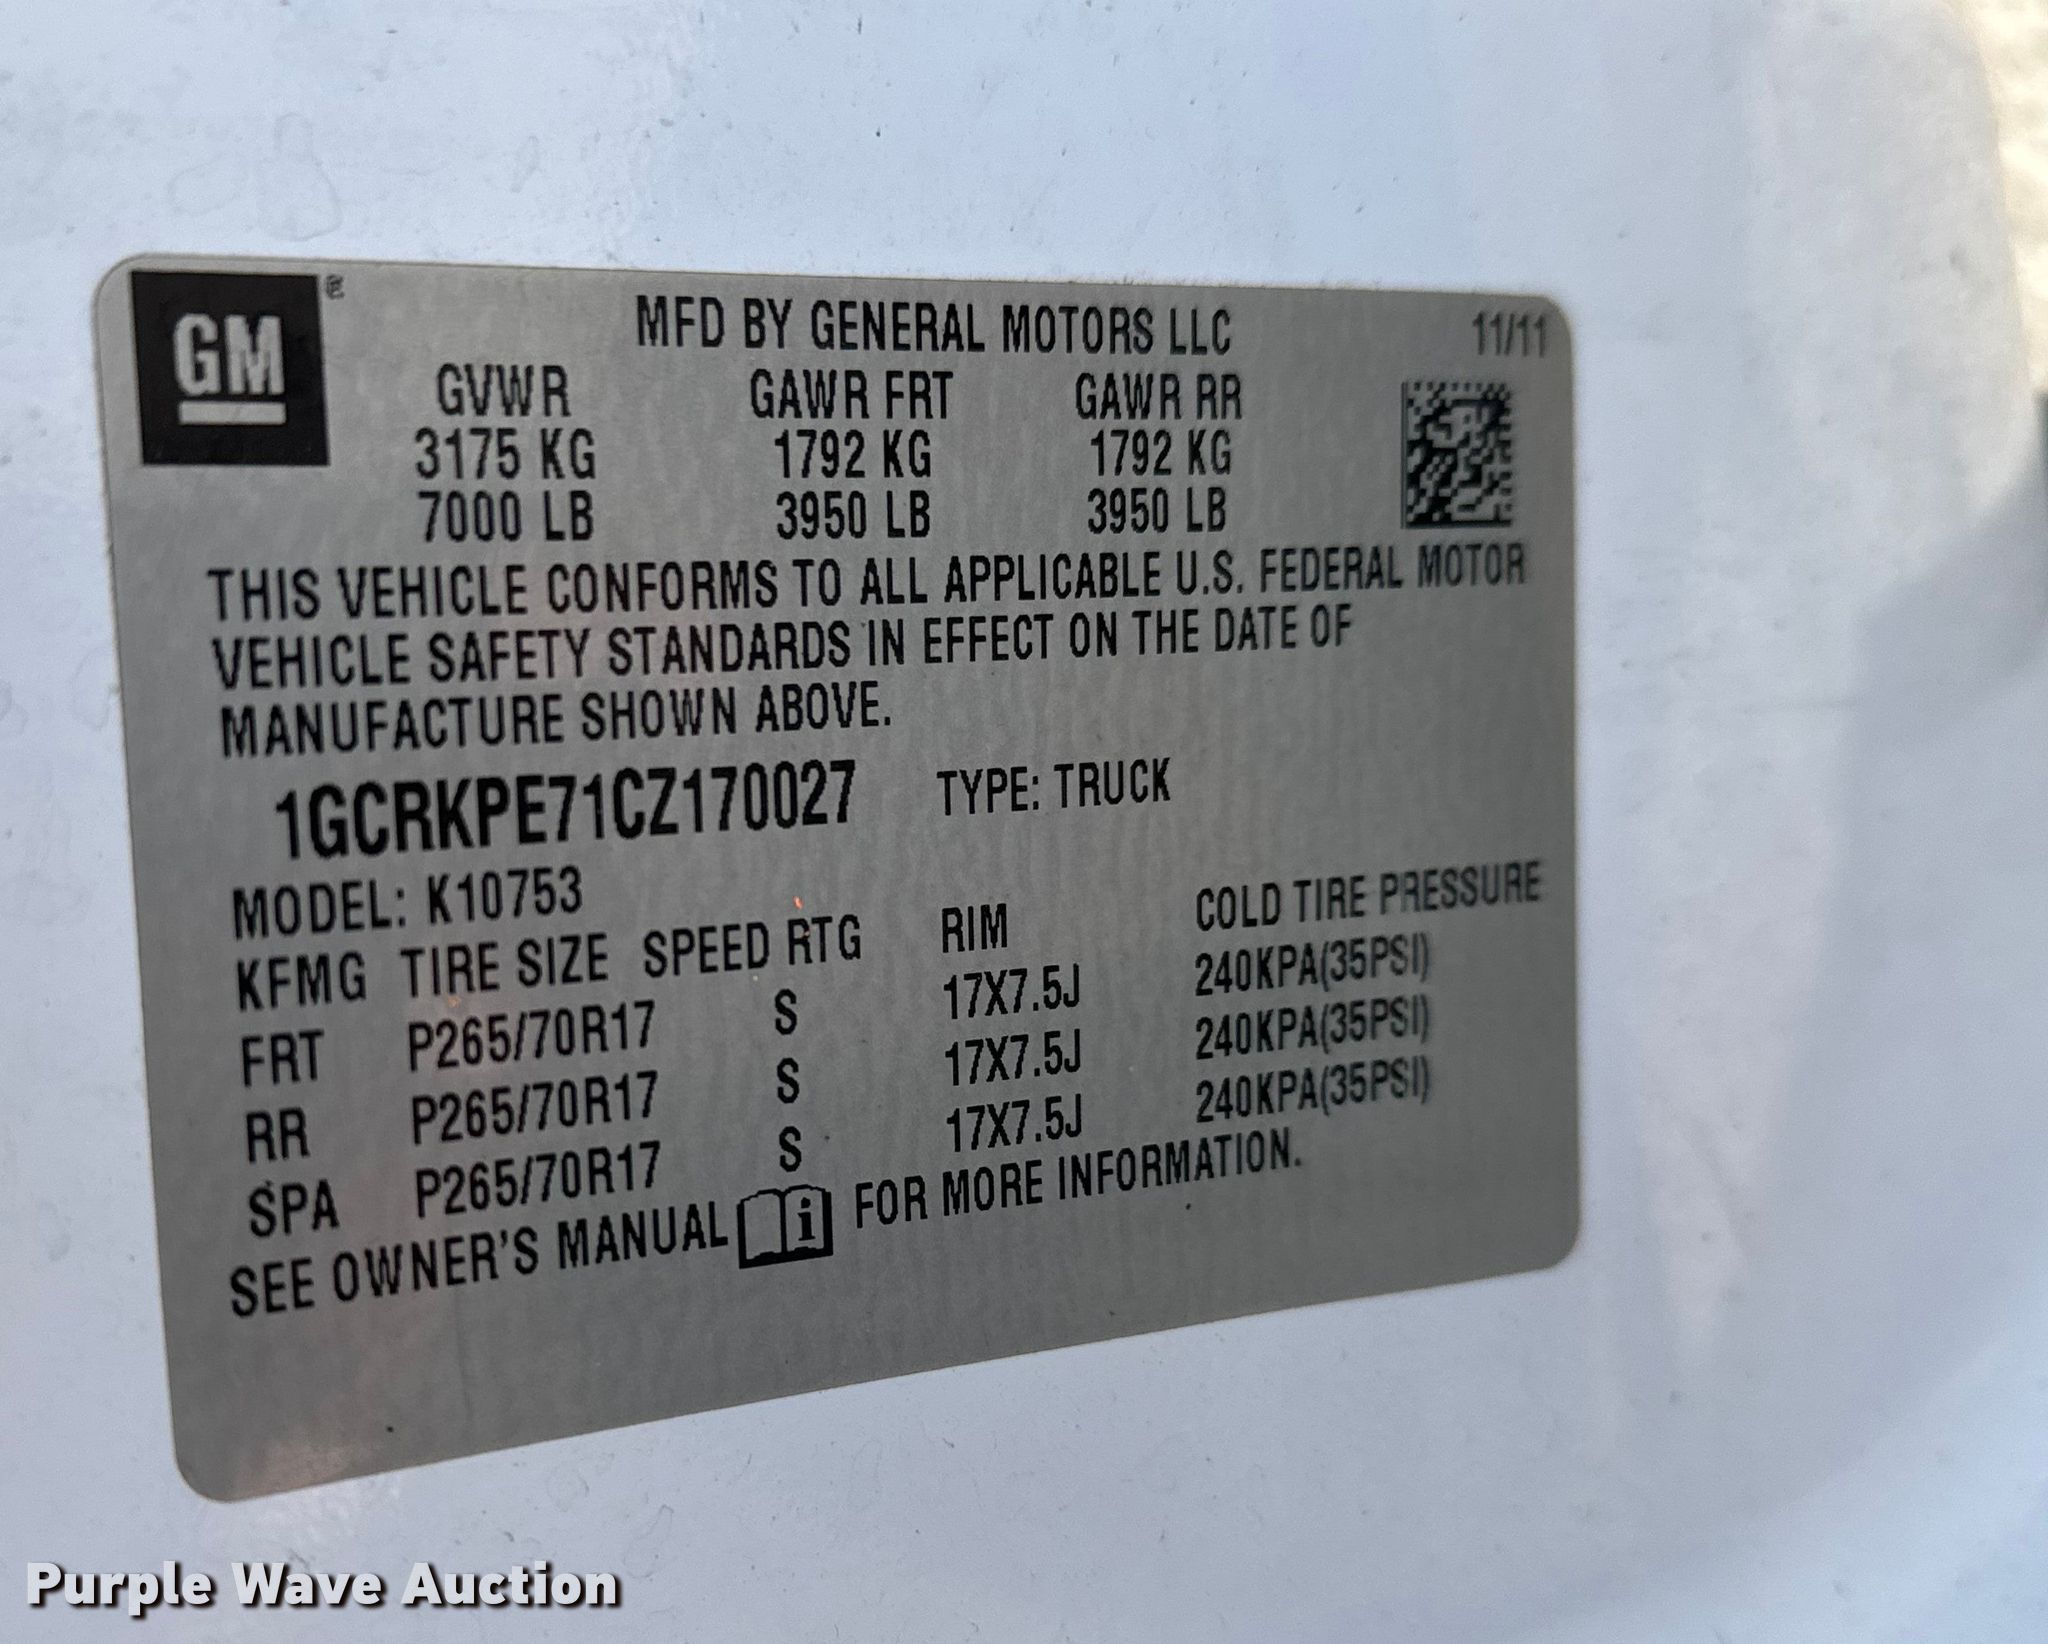 GM
MFD BY GENERAL MOTORS LLC 11/11
GVWR GAWR FRT GAWR RR
3175 KG 1792 KG 1792 KG
7000 LB 3950 LB 3950 LB
THIS VEHICLE CONFORMS TO ALL APPLICABLE U.S. FEDERAL MOTOR
VEHICLE SAFETY STANDARDS IN EFFECT ON THE DATE OF
MANUFACTURE SHOWN ABOVE.
1GCRKPE71CZ170027 TYPE: TRUCK
MODEL: K10753
KFMG TIRE SIZE SPEED RTG RIM COLD TIRE PRESSURE
FRT P265/70R17 S 17X7.5J 240KPA(35PSI)
RR P265/70R17 S 17X7.5J 240KPA(35PSI)
SPA P265/70R17 S 17X7.5J 240KPA(35PSI)
SEE OWNER'S MANUAL i FOR MORE INFORMATION.
Purple Wave Auction